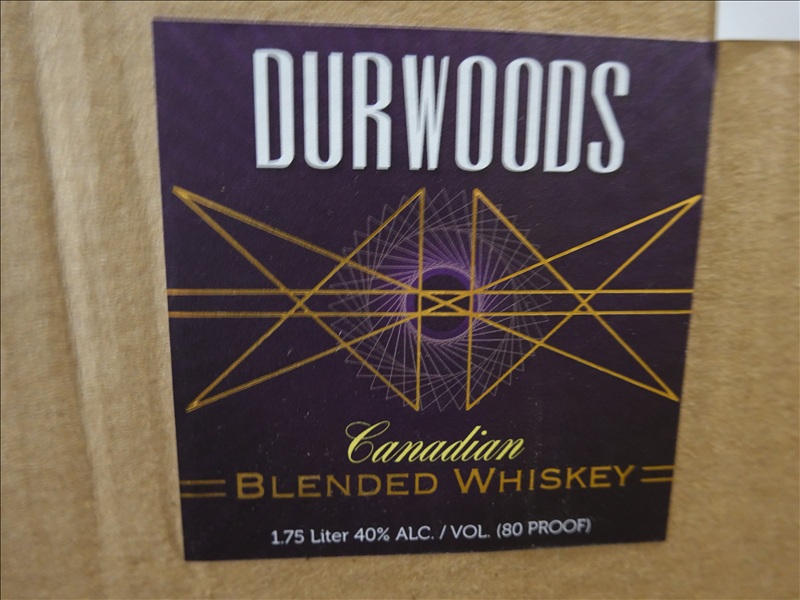 DURWOODS
Canadian
BLENDED WHISKEY
1.75 Liter 40% ALC. / VOL. (80 PROOF)